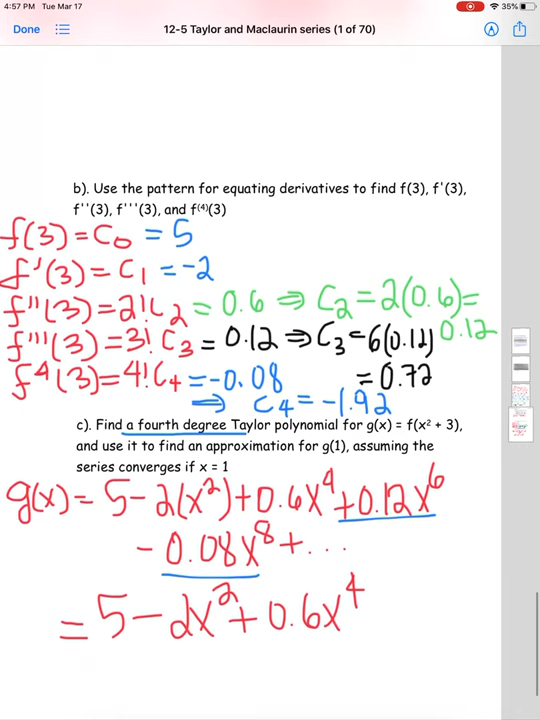 4:57 PM Tue Mar 17 35%
Done 12-5 Taylor and Maclaurin series (1 of 70)
b). Use the pattern for equating derivatives to find f(3), f'(3),
f''(3), f'''(3), and f⁽⁴⁾(3)
f(3) = C₀ = 5
f'(3) = C₁ = -2
f''(3) = 2! C₂ = 0.6 ⇒ C₂ = 2(0.6) =
0.12
f'''(3) = 3! C₃ = 0.12 ⇒ C₃ = 6(0.12)
= 0.72
f⁴(3) = 4! C₄ = -0.08
⇒ C₄ = -1.92
c). Find a fourth degree Taylor polynomial for g(x) = f(x² + 3),
and use it to find an approximation for g(1), assuming the
series converges if x = 1
g(x) = 5 - 2(x²) + 0.6x⁴ + 0.12x⁶
- 0.08x⁸ + ...
= 5 - 2x² + 0.6x⁴